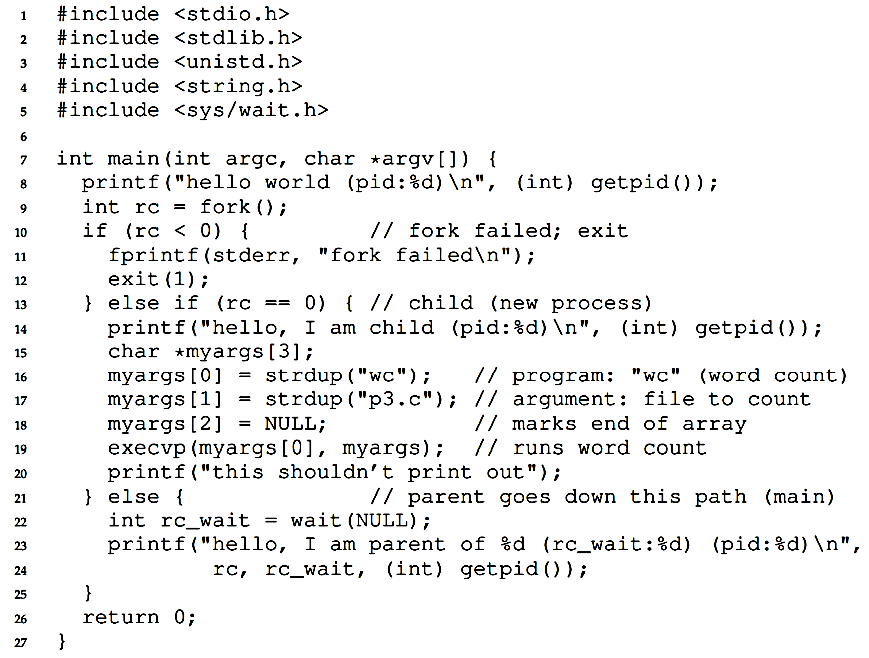 1 #include <stdio.h>
2 #include <stdlib.h>
3 #include <unistd.h>
4 #include <string.h>
5 #include <sys/wait.h>
6
7 int main(int argc, char *argv[]) {
8   printf("hello world (pid:%d)\n", (int) getpid());
9   int rc = fork();
10   if (rc < 0) {         // fork failed; exit
11     fprintf(stderr, "fork failed\n");
12     exit(1);
13   } else if (rc == 0) { // child (new process)
14     printf("hello, I am child (pid:%d)\n", (int) getpid());
15     char *myargs[3];
16     myargs[0] = strdup("wc");   // program: "wc" (word count)
17     myargs[1] = strdup("p3.c"); // argument: file to count
18     myargs[2] = NULL;           // marks end of array
19     execvp(myargs[0], myargs);  // runs word count
20     printf("this shouldn't print out");
21   } else {              // parent goes down this path (main)
22     int rc_wait = wait(NULL);
23     printf("hello, I am parent of %d (rc_wait:%d) (pid:%d)\n",
24             rc, rc_wait, (int) getpid());
25   }
26   return 0;
27 }